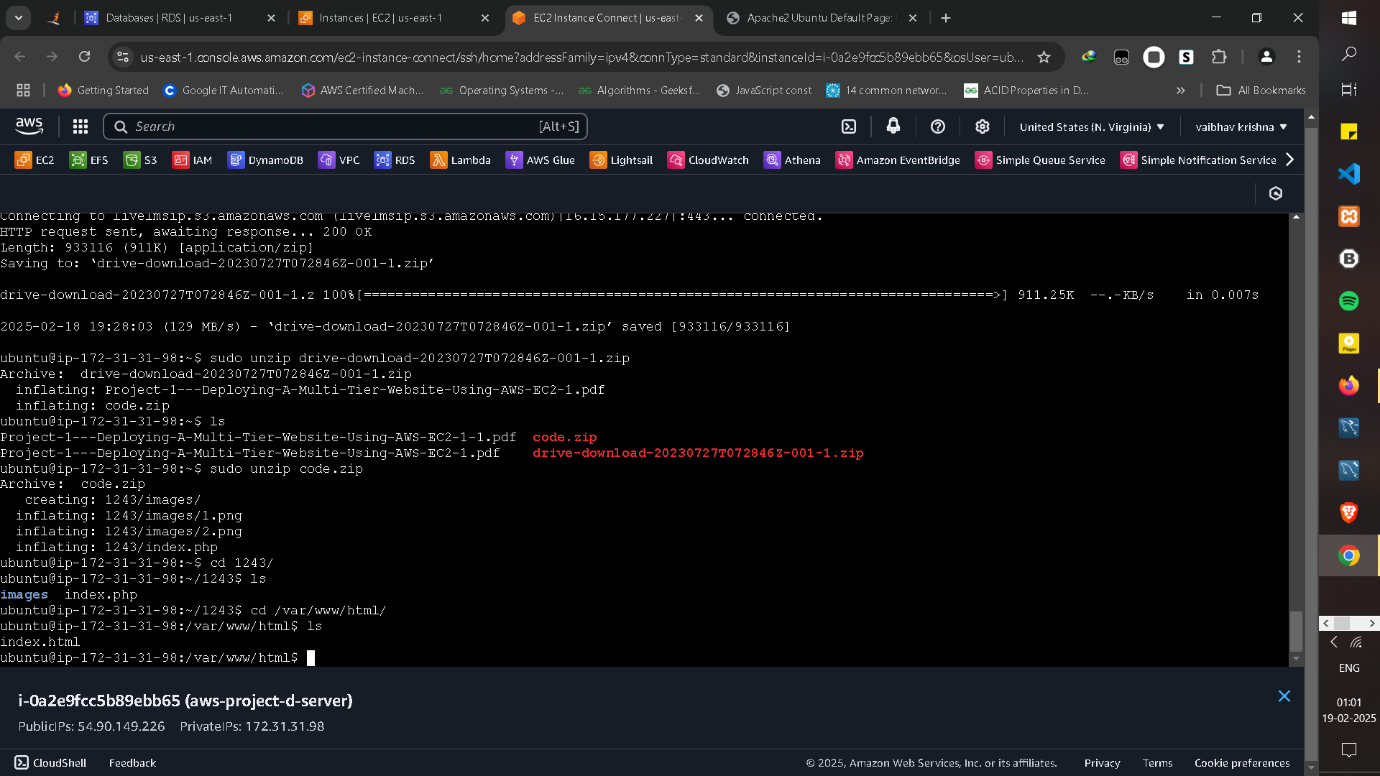 Databases | RDS | us-east-1
Instances | EC2 | us-east-1
EC2 Instance Connect | us-east-
Apache2 Ubuntu Default Page:
us-east-1.console.aws.amazon.com/ec2-instance-connect/ssh/home?addressFamily=ipv4&connType=standard&instanceId=i-0a2e9fcc5b89ebb65&osUser=ub...
Getting Started
Google IT Automati...
AWS Certified Mach...
Operating Systems -...
Algorithms - Geeksf...
JavaScript const
14 common networ...
ACID Properties in D...
All Bookmarks
aws
Search
[Alt+S]
United States (N. Virginia)
vaibhav krishna
EC2
EFS
S3
IAM
DynamoDB
VPC
RDS
Lambda
AWS Glue
Lightsail
CloudWatch
Athena
Amazon EventBridge
Simple Queue Service
Simple Notification Service
Connecting to livelmsip.s3.amazonaws.com (livelmsip.s3.amazonaws.com)|16.15.177.227|:443... connected.
HTTP request sent, awaiting response... 200 OK
Length: 933116 (911K) [application/zip]
Saving to: ‘drive-download-20230727T072846Z-001-1.zip’
drive-download-20230727T072846Z-001-1.z 100%[==============================================================================>] 911.25K  --.-KB/s    in 0.007s
2025-02-18 19:28:03 (129 MB/s) - ‘drive-download-20230727T072846Z-001-1.zip’ saved [933116/933116]
ubuntu@ip-172-31-31-98:~$ sudo unzip drive-download-20230727T072846Z-001-1.zip
Archive:  drive-download-20230727T072846Z-001-1.zip
  inflating: Project-1---Deploying-A-Multi-Tier-Website-Using-AWS-EC2-1.pdf
  inflating: code.zip
ubuntu@ip-172-31-31-98:~$ ls
Project-1---Deploying-A-Multi-Tier-Website-Using-AWS-EC2-1-1.pdf  code.zip
Project-1---Deploying-A-Multi-Tier-Website-Using-AWS-EC2-1.pdf    drive-download-20230727T072846Z-001-1.zip
ubuntu@ip-172-31-31-98:~$ sudo unzip code.zip
Archive:  code.zip
   creating: 1243/images/
  inflating: 1243/images/1.png
  inflating: 1243/images/2.png
  inflating: 1243/index.php
ubuntu@ip-172-31-31-98:~$ cd 1243/
ubuntu@ip-172-31-31-98:~/1243$ ls
images  index.php
ubuntu@ip-172-31-31-98:~/1243$ cd /var/www/html/
ubuntu@ip-172-31-31-98:/var/www/html$ ls
index.html
ubuntu@ip-172-31-31-98:/var/www/html$
i-0a2e9fcc5b89ebb65 (aws-project-d-server)
PublicIPs: 54.90.149.226    PrivateIPs: 172.31.31.98
CloudShell
Feedback
© 2025, Amazon Web Services, Inc. or its affiliates.
Privacy
Terms
Cookie preferences
ENG
01:01
19-02-2025